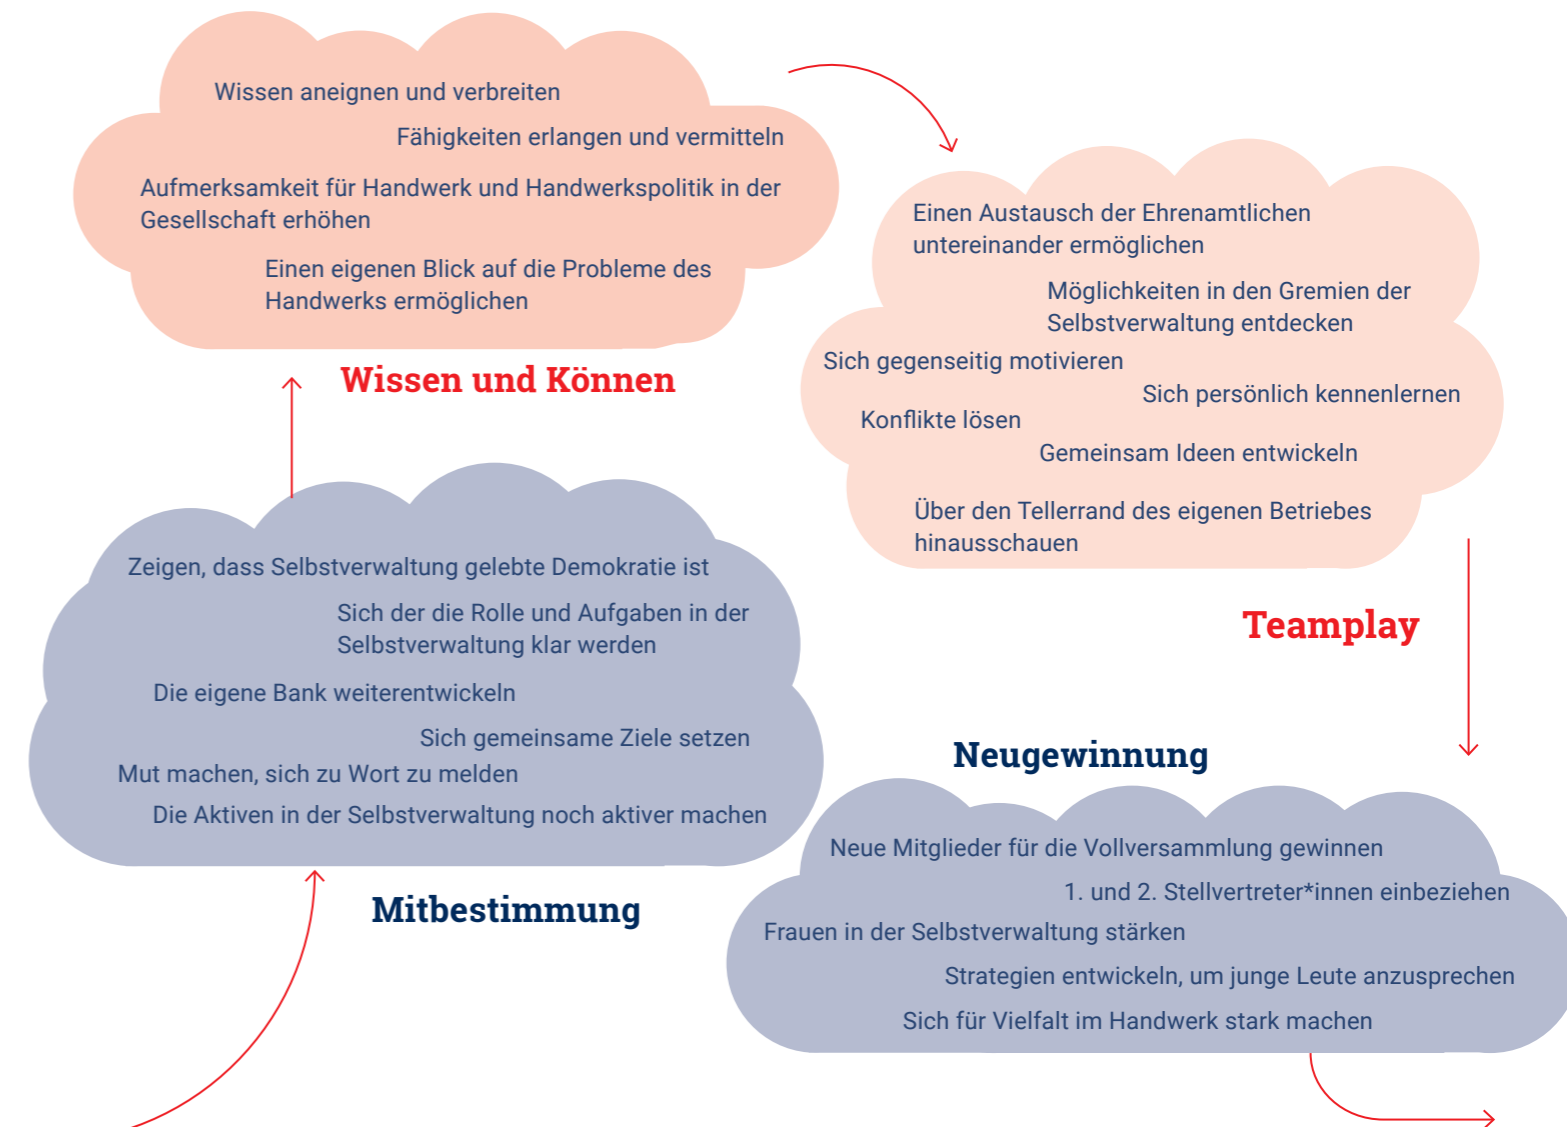 Wissen aneignen und verbreiten
Fähigkeiten erlangen und vermitteln
Aufmerksamkeit für Handwerk und Handwerkspolitik in der
Gesellschaft erhöhen
Einen eigenen Blick auf die Probleme des
Handwerks ermöglichen
Wissen und Können
Einen Austausch der Ehrenamtlichen
untereinander ermöglichen
Möglichkeiten in den Gremien der
Selbstverwaltung entdecken
Sich gegenseitig motivieren
Sich persönlich kennenlernen
Konflikte lösen
Gemeinsam Ideen entwickeln
Über den Tellerrand des eigenen Betriebes
hinausschauen
Teamplay
Zeigen, dass Selbstverwaltung gelebte Demokratie ist
Sich der die Rolle und Aufgaben in der
Selbstverwaltung klar werden
Die eigene Bank weiterentwickeln
Sich gemeinsame Ziele setzen
Mut machen, sich zu Wort zu melden
Die Aktiven in der Selbstverwaltung noch aktiver machen
Mitbestimmung
Neugewinnung
Neue Mitglieder für die Vollversammlung gewinnen
1. und 2. Stellvertreter*innen einbeziehen
Frauen in der Selbstverwaltung stärken
Strategien entwickeln, um junge Leute anzusprechen
Sich für Vielfalt im Handwerk stark machen